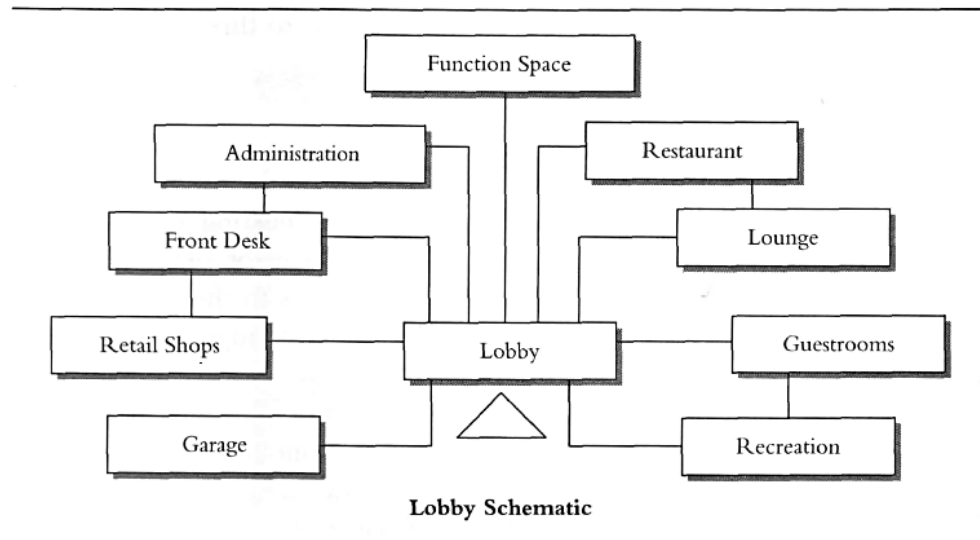 Function Space
Administration
Restaurant
Front Desk
Lounge
Retail Shops
Lobby
Guestrooms
Garage
Recreation
Lobby Schematic